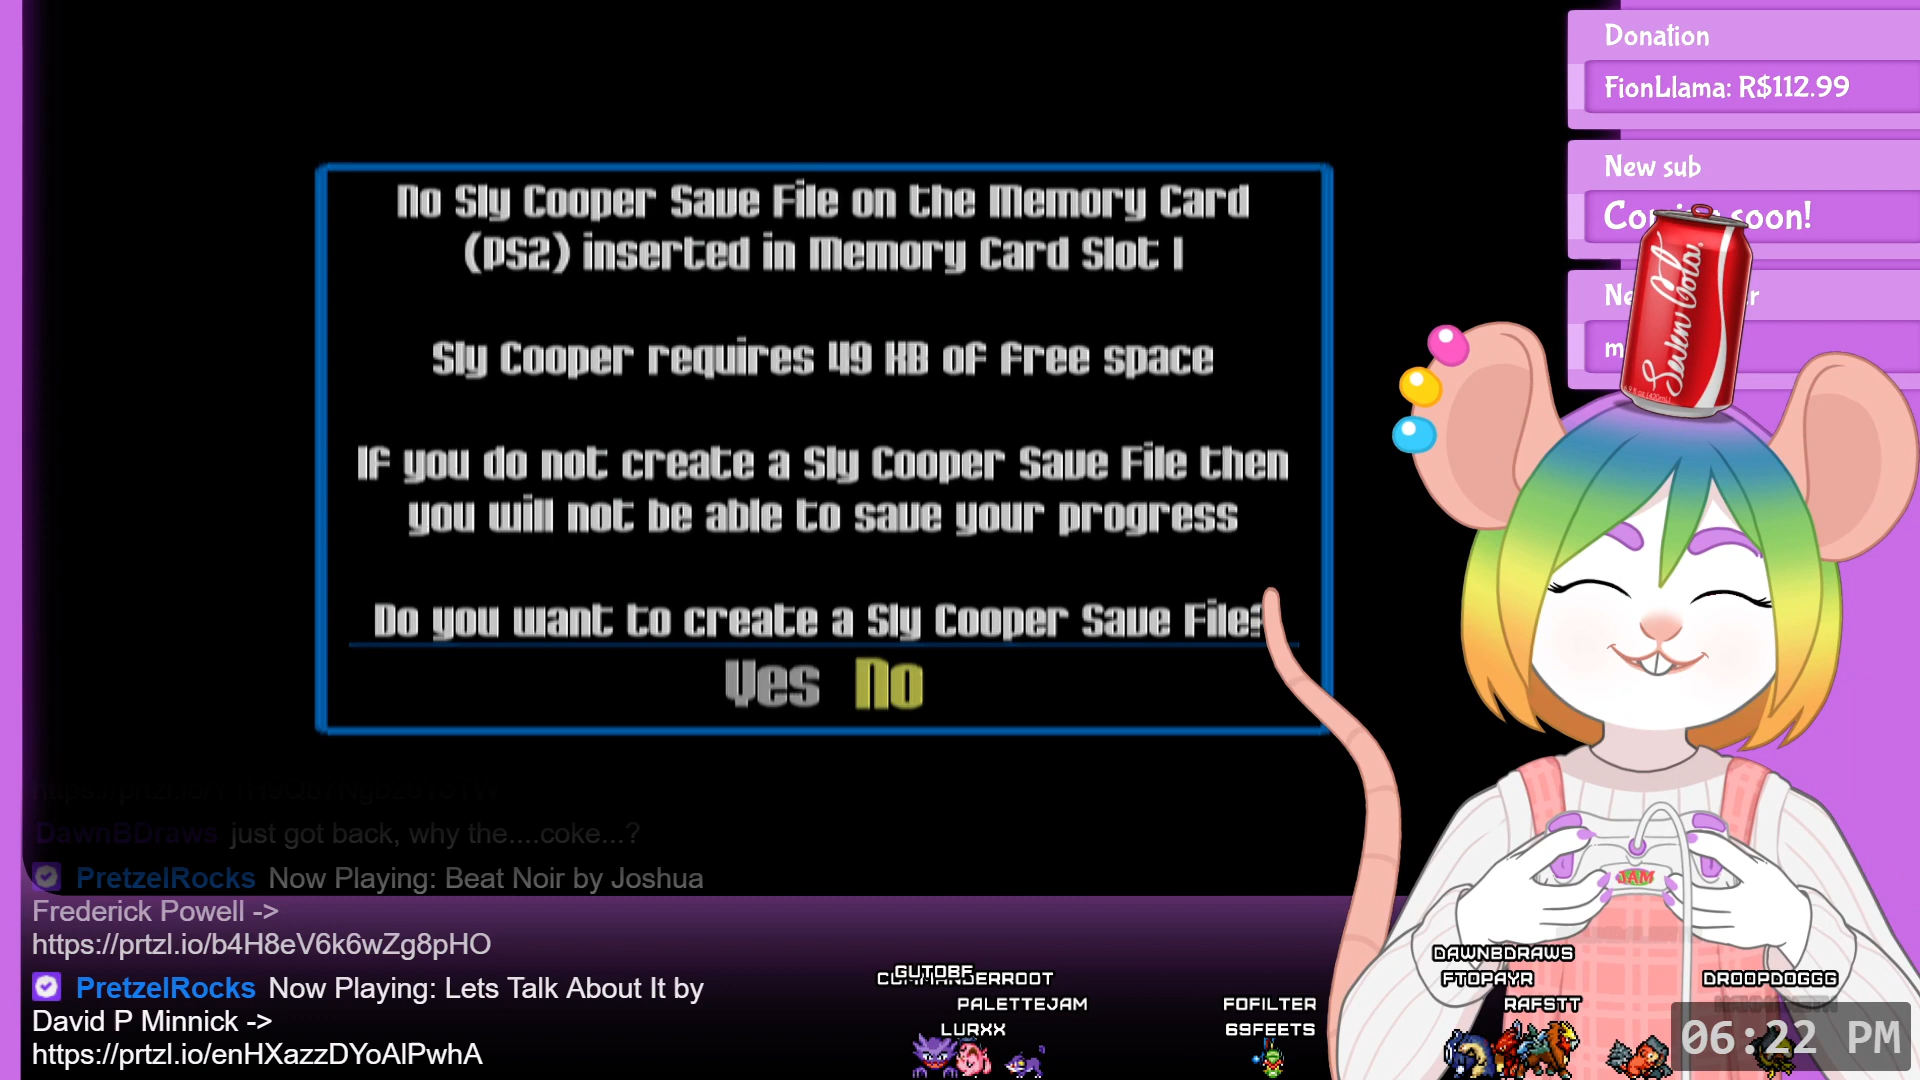 No Sly Cooper Save File on the Memory Card
(PS2) inserted in Memory Card Slot 1
Sly Cooper requires 49 KB of free space
If you do not create a Sly Cooper Save File then
you will not be able to save your progress
Do you want to create a Sly Cooper Save File?
Yes No
Donation
FionLlama: R$112.99
New sub
soon!
DawnBDraws just got back, why the....coke...?
PretzelRocks Now Playing: Beat Noir by Joshua
Frederick Powell ->
https://prtzl.io/b4H8eV6k6wZg8pHO
PretzelRocks Now Playing: Lets Talk About It by
David P Minnick ->
https://prtzl.io/enHXazzDYoAlPwhA
JAM
GUTOBF
PALETTEJAM
LURXX
FOFILTER
69FEETS
DAWNBDRAWS
FTOPAYR
RAFSTT
DROOPDOGGG
06:22 PM